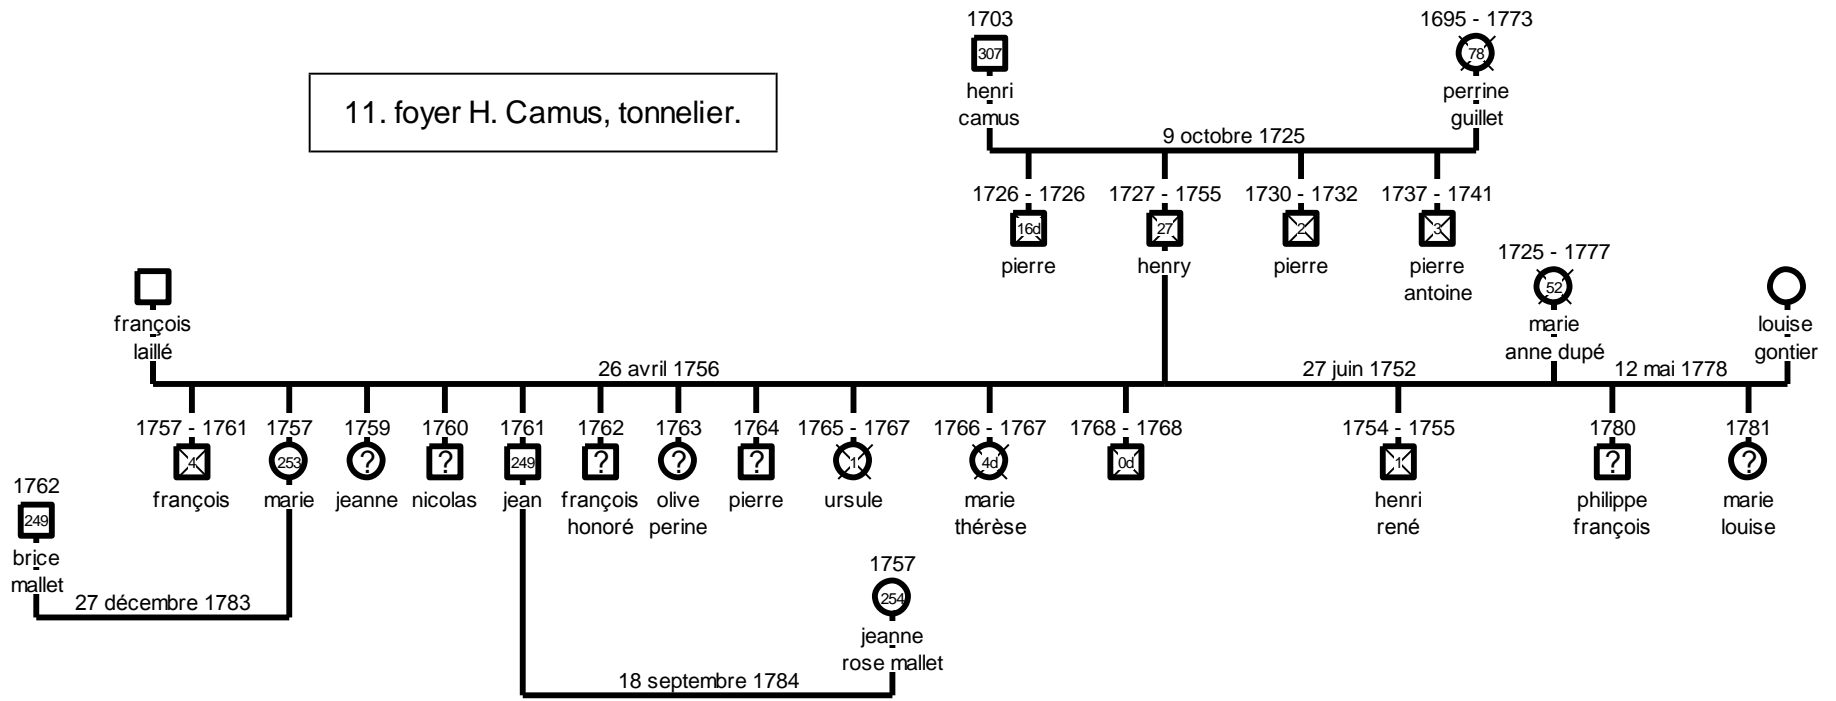 1703
1695 - 1773
307
78
11. foyer H. Camus, tonnelier.
henri
camus
perrine
guillet
9 octobre 1725
1726 - 1726
1727 - 1755
1730 - 1732
1737 - 1741
16d
27
2
3
pierre
henry
pierre
pierre
antoine
1725 - 1777
52
françois
laillé
marie
anne dupé
louise
gontier
26 avril 1756
27 juin 1752
12 mai 1778
1757 - 1761
1757
1759
1760
1761
1762
1763
1764
1765 - 1767
1766 - 1767
1768 - 1768
1754 - 1755
1780
1781
4
253
?
?
249
?
?
?
1
4d
0d
1
?
?
françois
marie
jeanne
nicolas
jean
françois
honoré
olive
perine
pierre
ursule
marie
thérèse
henri
rené
philippe
françois
marie
louise
1762
249
brice
mallet
27 décembre 1783
1757
254
jeanne
rose mallet
18 septembre 1784